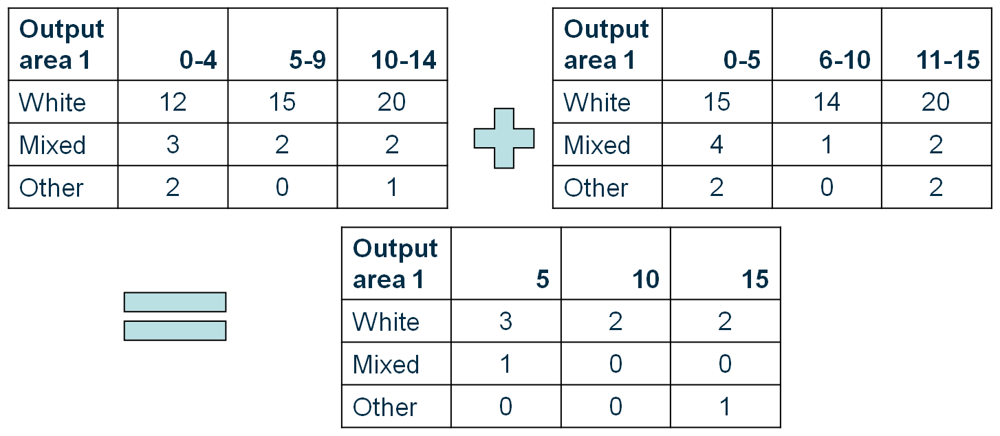 Output area 1 0-4 5-9 10-14
White 12 15 20
Mixed 3 2 2
Other 2 0 1
Output area 1 0-5 6-10 11-15
White 15 14 20
Mixed 4 1 2
Other 2 0 2
Output area 1 5 10 15
White 3 2 2
Mixed 1 0 0
Other 0 0 1